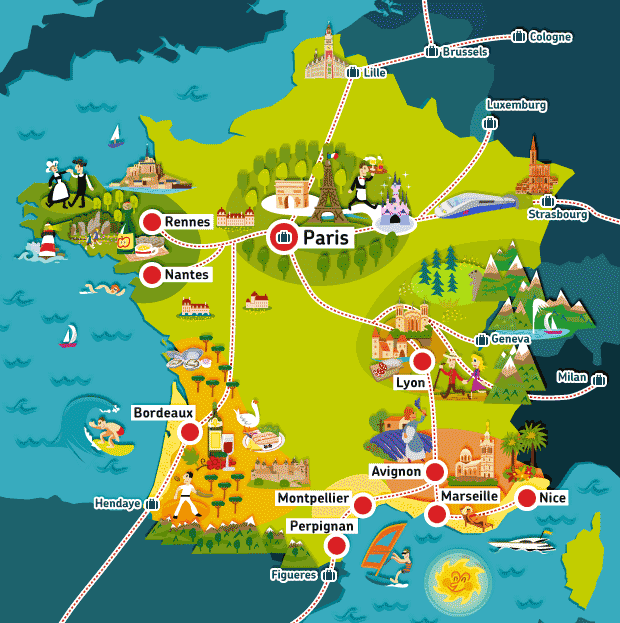 Cologne
Brussels
Lille
Luxemburg
Strasbourg
Rennes
Paris
Nantes
Geneva
Milan
Lyon
Bordeaux
Avignon
Marseille
Nice
Montpellier
Hendaye
Perpignan
Figueres